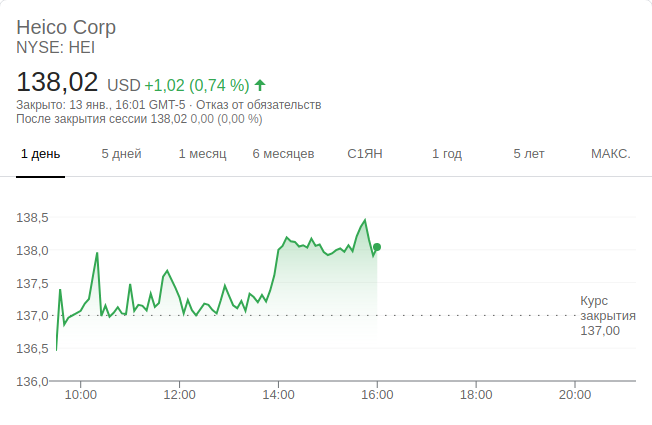 Heico Corp
NYSE: HEI
138,02 USD +1,02 (0,74 %)
Закрыто: 13 янв., 16:01 GMT-5 · Отказ от обязательств
После закрытия сессии 138,02 0,00 (0,00 %)
1 день 5 дней 1 месяц 6 месяцев С1ЯН 1 год 5 лет МАКС.
138,5
138,0
137,5
137,0
136,5
136,0
Курс
закрытия
137,00
10:00 12:00 14:00 16:00 18:00 20:00